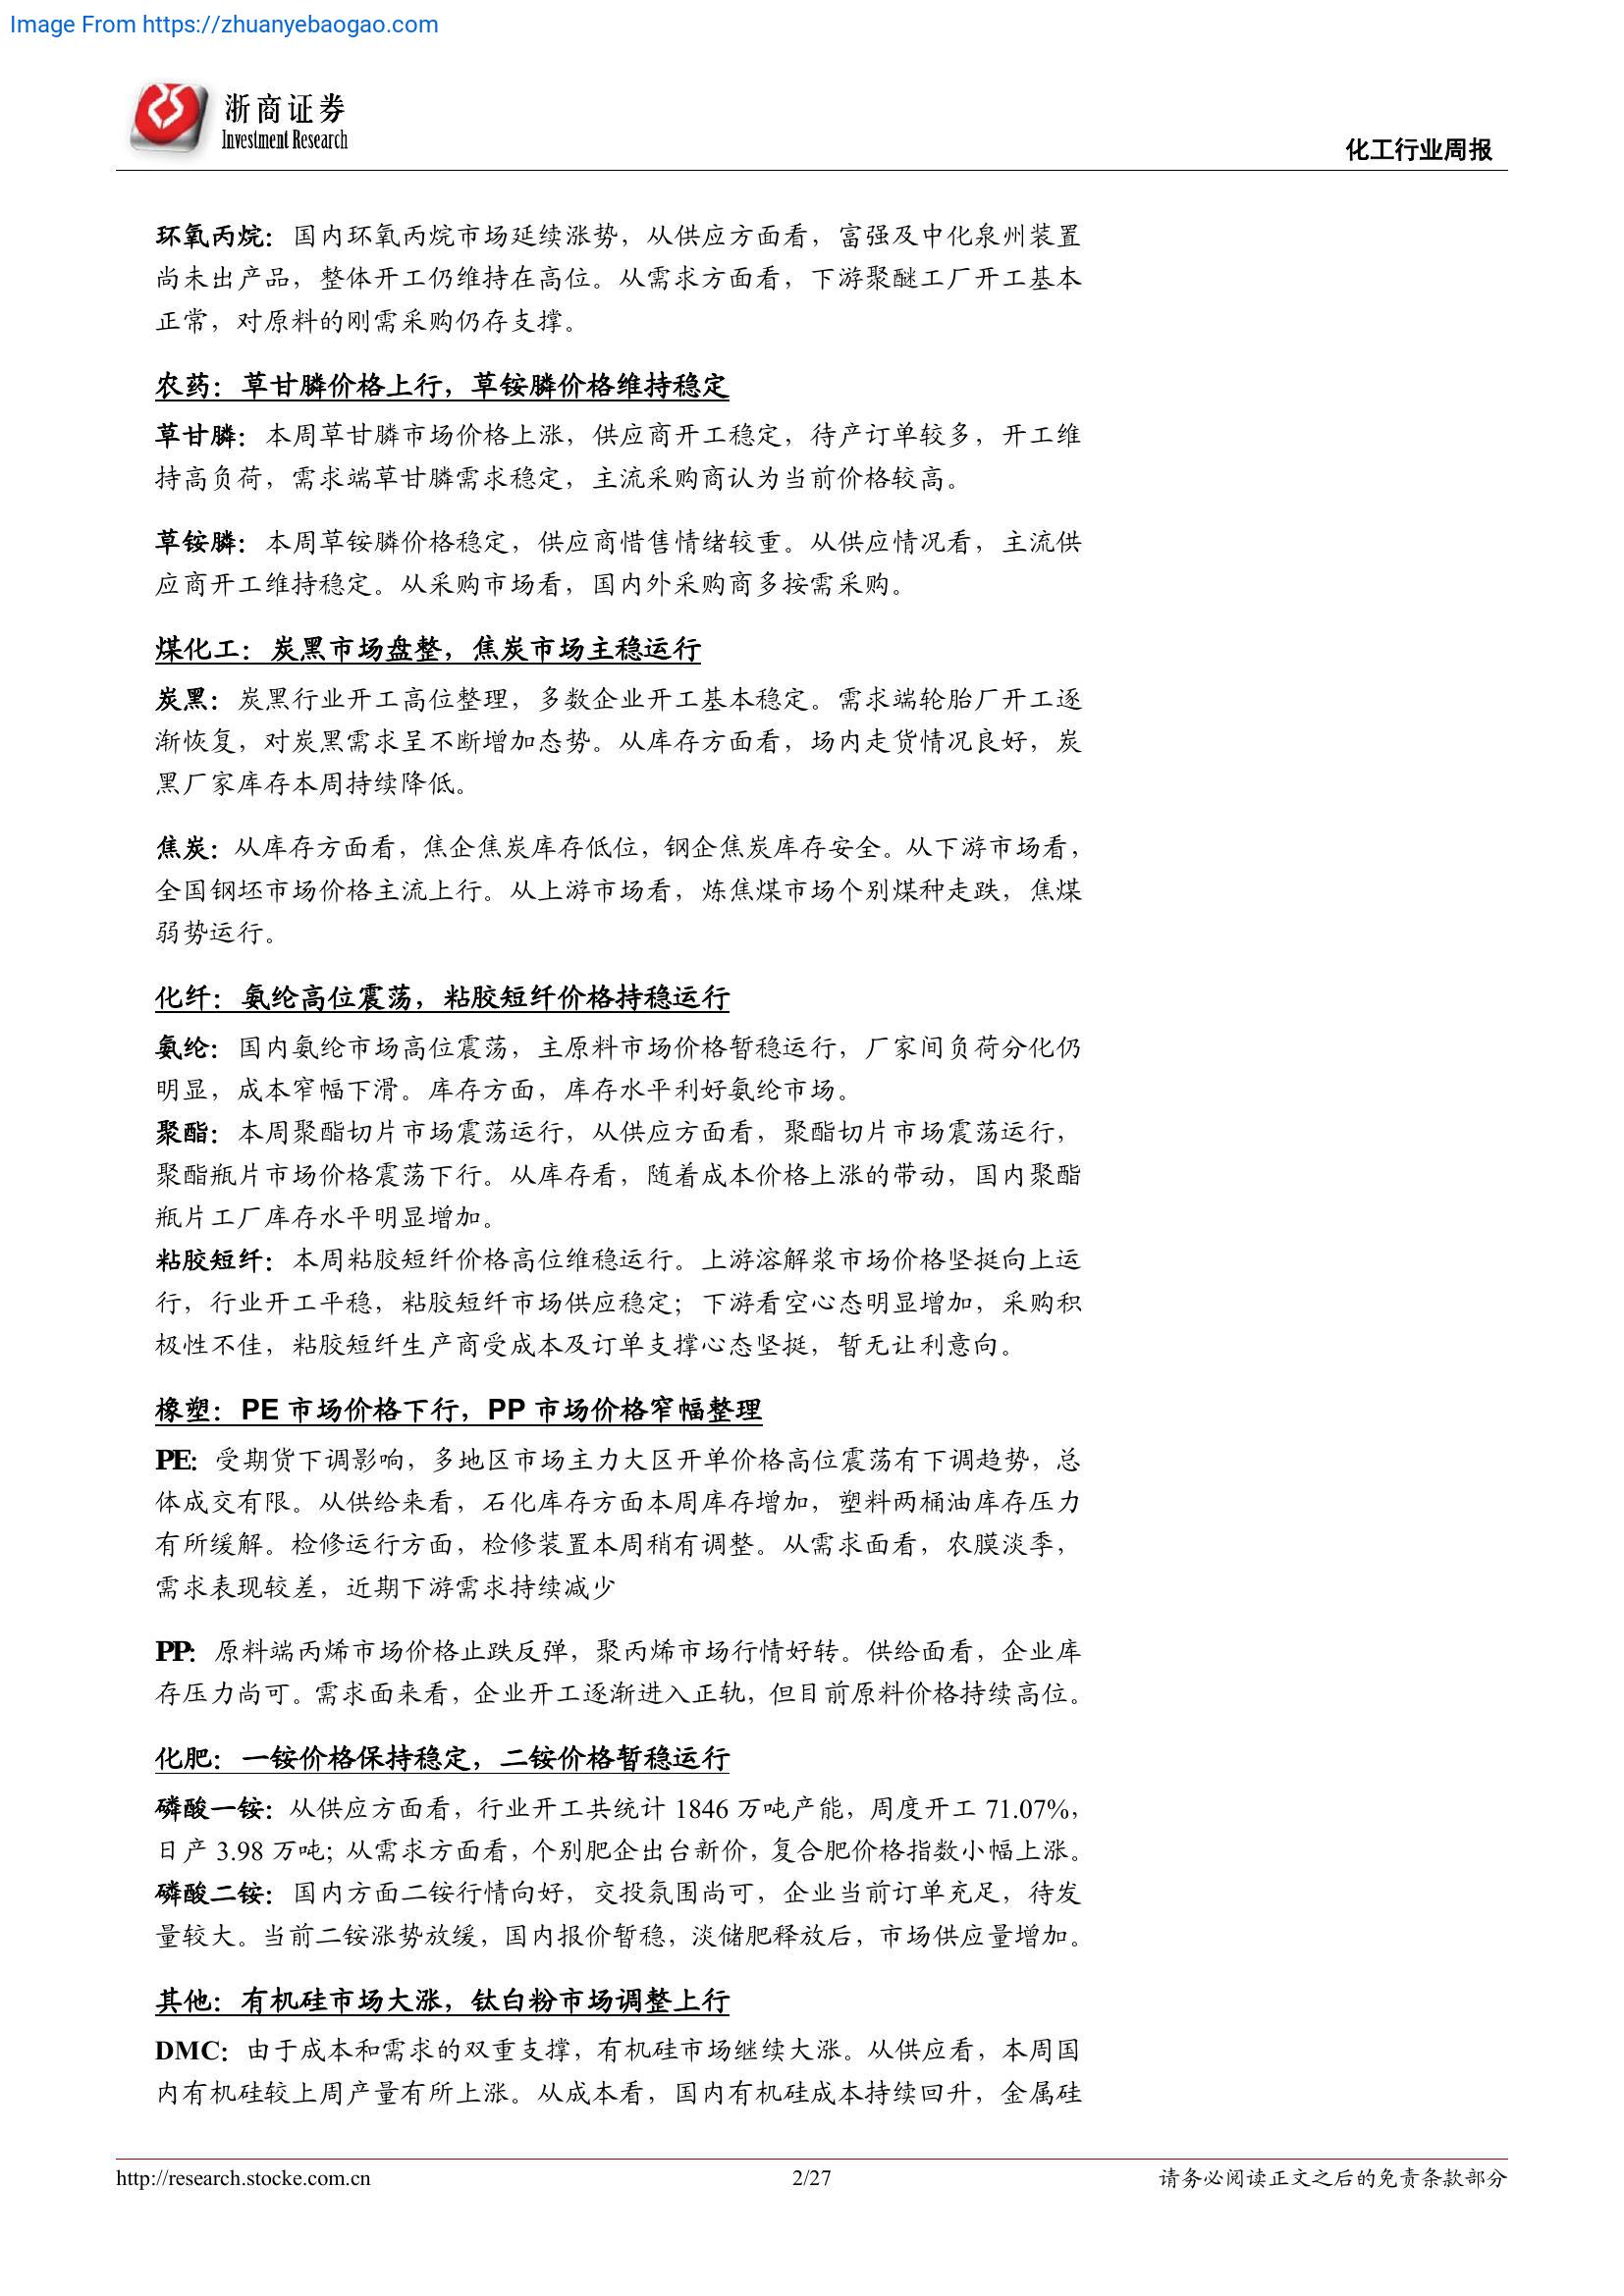 Image From https://zhuanyebaogao.com
浙商证券
Investment Research
化工行业周报
环氧丙烷：国内环氧丙烷市场延续涨势，从供应方面看，富强及中化泉州装置
尚未出产品，整体开工仍维持在高位。从需求方面看，下游聚醚工厂开工基本
正常，对原料的刚需采购仍存支撑。
农药：草甘膦价格上行，草铵膦价格维持稳定
草甘膦：本周草甘膦市场价格上涨，供应商开工稳定，待产订单较多，开工维
持高负荷，需求端草甘膦需求稳定，主流采购商认为当前价格较高。
草铵膦：本周草铵膦价格稳定，供应商惜售情绪较重。从供应情况看，主流供
应商开工维持稳定。从采购市场看，国内外采购商多按需采购。
煤化工：炭黑市场盘整，焦炭市场主稳运行
炭黑：炭黑行业开工高位整理，多数企业开工基本稳定。需求端轮胎厂开工逐
渐恢复，对炭黑需求呈不断增加态势。从库存方面看，场内走货情况良好，炭
黑厂家库存本周持续降低。
焦炭：从库存方面看，焦企焦炭库存低位，钢企焦炭库存安全。从下游市场看，
全国钢坯市场价格主流上行。从上游市场看，炼焦煤市场个别煤种走跌，焦煤
弱势运行。
化纤：氨纶高位震荡，粘胶短纤价格持稳运行
氨纶：国内氨纶市场高位震荡，主原料市场价格暂稳运行，厂家间负荷分化仍
明显，成本窄幅下滑。库存方面，库存水平利好氨纶市场。
聚酯：本周聚酯切片市场震荡运行，从供应方面看，聚酯切片市场震荡运行，
聚酯瓶片市场价格震荡下行。从库存看，随着成本价格上涨的带动，国内聚酯
瓶片工厂库存水平明显增加。
粘胶短纤：本周粘胶短纤价格高位维稳运行。上游溶解浆市场价格坚挺向上运
行，行业开工平稳，粘胶短纤市场供应稳定；下游看空心态明显增加，采购积
极性不佳，粘胶短纤生产商受成本及订单支撑心态坚挺，暂无让利意向。
橡塑：PE 市场价格下行，PP 市场价格窄幅整理
PE：受期货下调影响，多地区市场主力大区开单价格高位震荡有下调趋势，总
体成交有限。从供给来看，石化库存方面本周库存增加，塑料两桶油库存压力
有所缓解。检修运行方面，检修装置本周稍有调整。从需求面看，农膜淡季，
需求表现较差，近期下游需求持续减少
PP：原料端丙烯市场价格止跌反弹，聚丙烯市场行情好转。供给面看，企业库
存压力尚可。需求面来看，企业开工逐渐进入正轨，但目前原料价格持续高位。
化肥：一铵价格保持稳定，二铵价格暂稳运行
磷酸一铵：从供应方面看，行业开工共统计 1846 万吨产能，周度开工 71.07%，
日产 3.98 万吨；从需求方面看，个别肥企出台新价，复合肥价格指数小幅上涨。
磷酸二铵：国内方面二铵行情向好，交投氛围尚可，企业当前订单充足，待发
量较大。当前二铵涨势放缓，国内报价暂稳，淡储肥释放后，市场供应量增加。
其他：有机硅市场大涨，钛白粉市场调整上行
DMC：由于成本和需求的双重支撑，有机硅市场继续大涨。从供应看，本周国
内有机硅较上周产量有所上涨。从成本看，国内有机硅成本持续回升，金属硅
http://research.stocke.com.cn
2/27
请务必阅读正文之后的免责条款部分